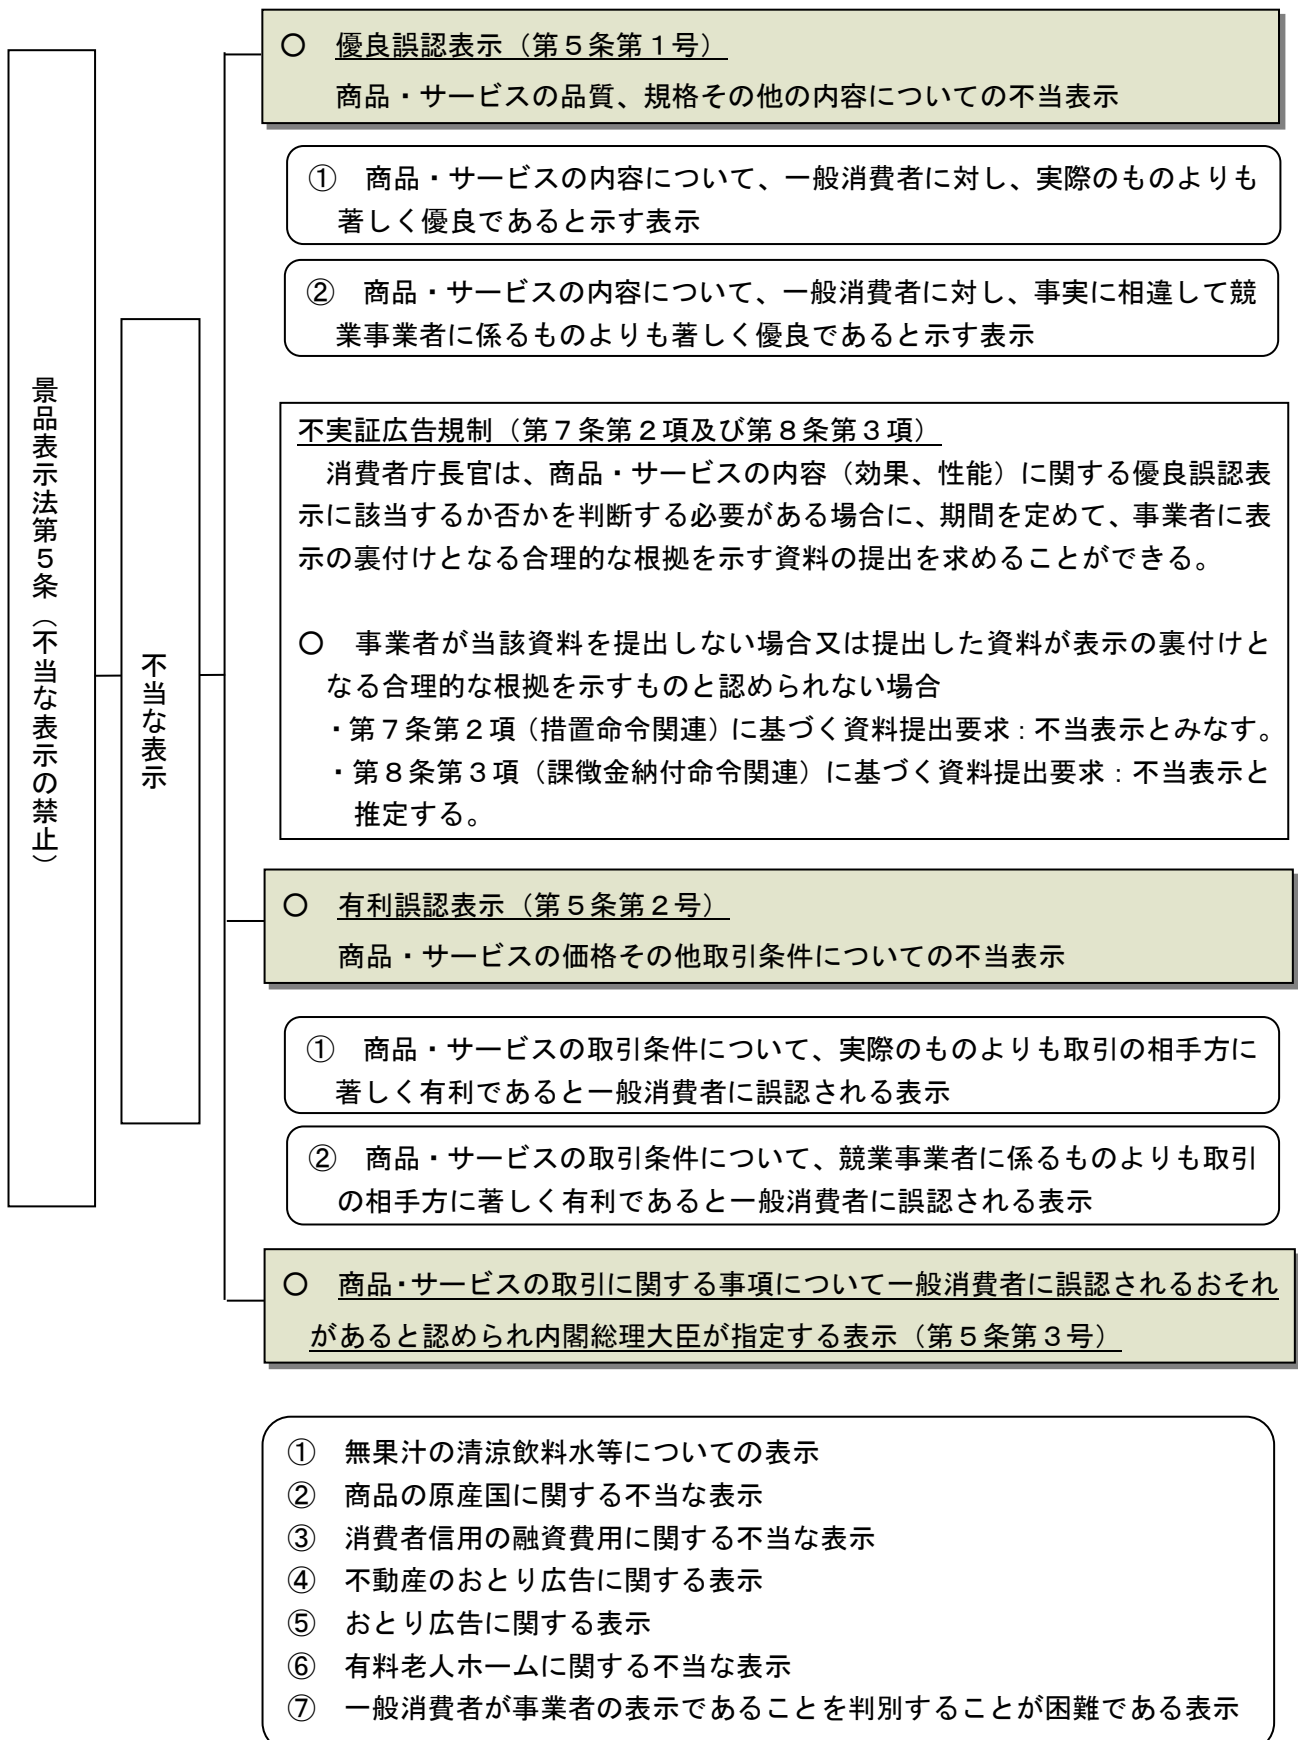 景品表示法第5条（不当な表示の禁止）
不当な表示
〇　優良誤認表示（第５条第１号）
商品・サービスの品質、規格その他の内容についての不当表示
①　商品・サービスの内容について、一般消費者に対し、実際のものよりも
著しく優良であると示す表示
②　商品・サービスの内容について、一般消費者に対し、事実に相違して競
業事業者に係るものよりも著しく優良であると示す表示
不実証広告規制（第７条第２項及び第８条第３項）
消費者庁長官は、商品・サービスの内容（効果、性能）に関する優良誤認表
示に該当するか否かを判断する必要がある場合に、期間を定めて、事業者に表
示の裏付けとなる合理的な根拠を示す資料の提出を求めることができる。
〇　事業者が当該資料を提出しない場合又は提出した資料が表示の裏付けと
なる合理的な根拠を示すものと認められない場合
・第７条第２項（措置命令関連）に基づく資料提出要求：不当表示とみなす。
・第８条第３項（課徴金納付命令関連）に基づく資料提出要求：不当表示と
推定する。
〇　有利誤認表示（第５条第２号）
商品・サービスの価格その他取引条件についての不当表示
①　商品・サービスの取引条件について、実際のものよりも取引の相手方に
著しく有利であると一般消費者に誤認される表示
②　商品・サービスの取引条件について、競業事業者に係るものよりも取引
の相手方に著しく有利であると一般消費者に誤認される表示
〇　商品・サービスの取引に関する事項について一般消費者に誤認されるおそれ
があると認められ内閣総理大臣が指定する表示（第５条第３号）
①　無果汁の清涼飲料水等についての表示
②　商品の原産国に関する不当な表示
③　消費者信用の融資費用に関する不当な表示
④　不動産のおとり広告に関する表示
⑤　おとり広告に関する表示
⑥　有料老人ホームに関する不当な表示
⑦　一般消費者が事業者の表示であることを判別することが困難である表示